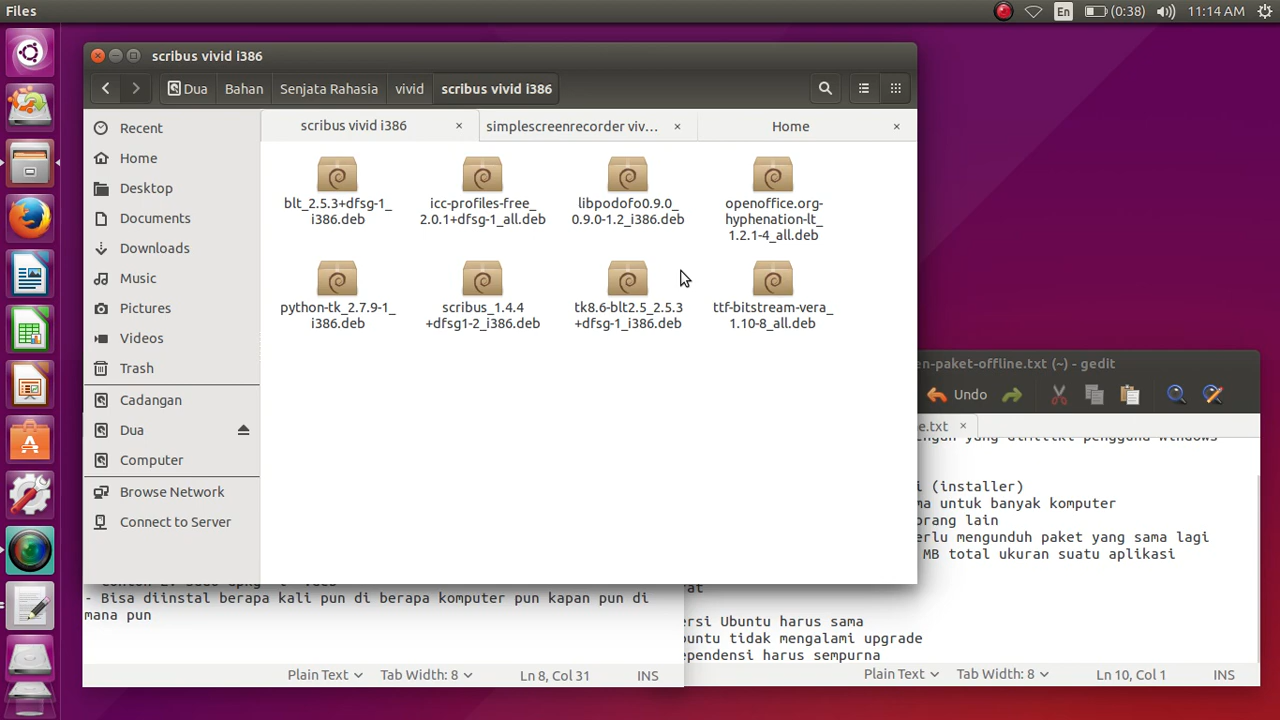 Files
En
(0:38)
11:14 AM
scribus vivid i386
Dua
Bahan
Senjata Rahasia
vivid
scribus vivid i386
scribus vivid i386
simplescreenrecorder viv...
Home
Recent
Home
Desktop
Documents
Downloads
Music
Pictures
Videos
Trash
Cadangan
Dua
Computer
Browse Network
Connect to Server
blt_2.5.3+dfsg-1_
i386.deb
icc-profiles-free_
2.0.1+dfsg-1_all.deb
libpodofo0.9.0_
0.9.0-1.2_i386.deb
openoffice.org-
hyphenation-lt_
1.2.1-4_all.deb
python-tk_2.7.9-1_
i386.deb
scribus_1.4.4
+dfsg1-2_i386.deb
tk8.6-blt2.5_2.5.3
+dfsg-1_i386.deb
ttf-bitstream-vera_
1.10-8_all.deb
en-paket-offline.txt (~) - gedit
Undo
e.txt
yang dimiliki pengguna windows
i (installer)
ma untuk banyak komputer
orang lain
erlu mengunduh paket yang sama lagi
MB total ukuran suatu aplikasi
rat
ersi Ubuntu harus sama
buntu tidak mengalami upgrade
ependensi harus sempurna
Plain Text
Tab Width: 8
Ln 10, Col 1
INS
- Bisa diinstal berapa kali pun di berapa komputer pun kapan pun di
mana pun
Plain Text
Tab Width: 8
Ln 8, Col 31
INS